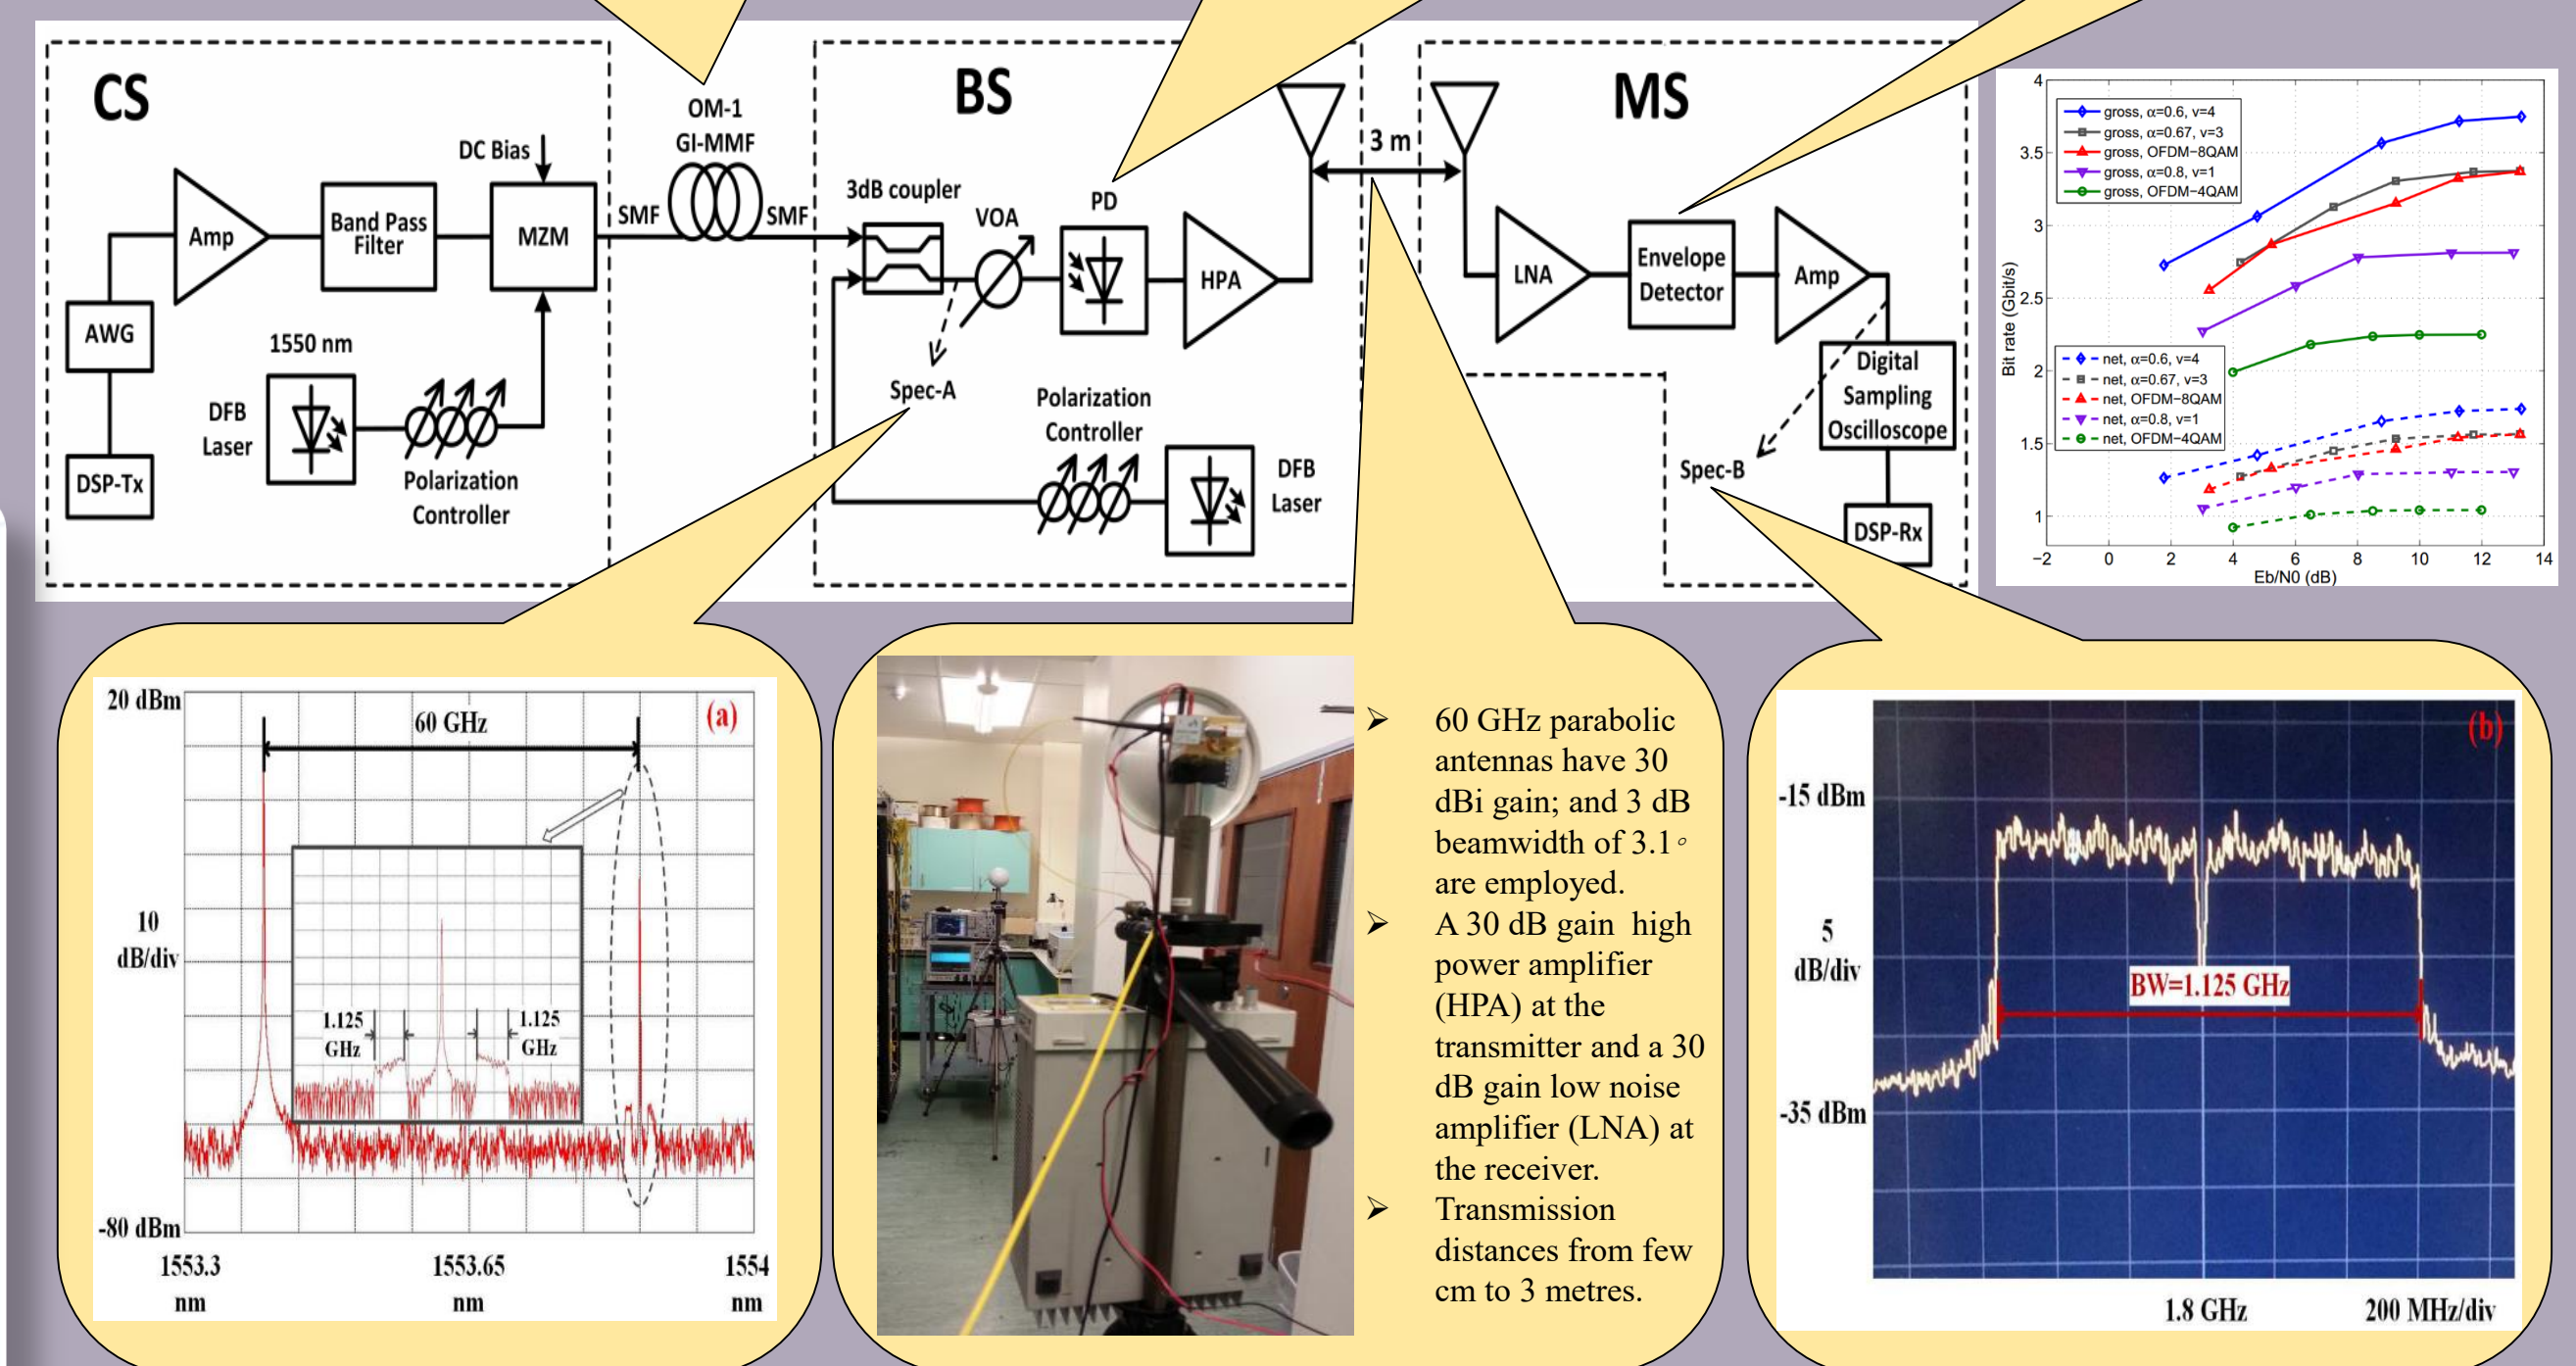 CS
BS
MS
OM-1
GI-MMF
DC Bias
3 m
3dB coupler
PD
SMF
SMF
VOA
Amp
Band Pass
Filter
MZM
HPA
LNA
Envelope
Detector
Amp
AWG
1550 nm
DFB
Laser
Polarization
Controller
DSP-Tx
Spec-A
Polarization
Controller
DFB
Laser
Digital
Sampling
Oscilloscope
Spec-B
DSP-Rx
4
3.5
3
2.5
2
1.5
1
Bit rate (Gbit/s)
gross, α=0.6, v=4
gross, α=0.67, v=3
gross, OFDM−8QAM
gross, α=0.8, v=1
gross, OFDM−4QAM
net, α=0.6, v=4
net, α=0.67, v=3
net, OFDM−8QAM
net, α=0.8, v=1
net, OFDM−4QAM
−2 0 2 4 6 8 10 12 14
Eb/N0 (dB)
20 dBm
60 GHz
(a)
10
dB/div
1.125
GHz
1.125
GHz
-80 dBm
1553.3
nm
1553.65
nm
1554
nm
➢ 60 GHz parabolic
antennas have 30
dBi gain; and 3 dB
beamwidth of 3.1◦
are employed.
➢ A 30 dB gain high
power amplifier
(HPA) at the
transmitter and a 30
dB gain low noise
amplifier (LNA) at
the receiver.
➢ Transmission
distances from few
cm to 3 metres.
(b)
-15 dBm
5
dB/div
BW=1.125 GHz
-35 dBm
1.8 GHz
200 MHz/div